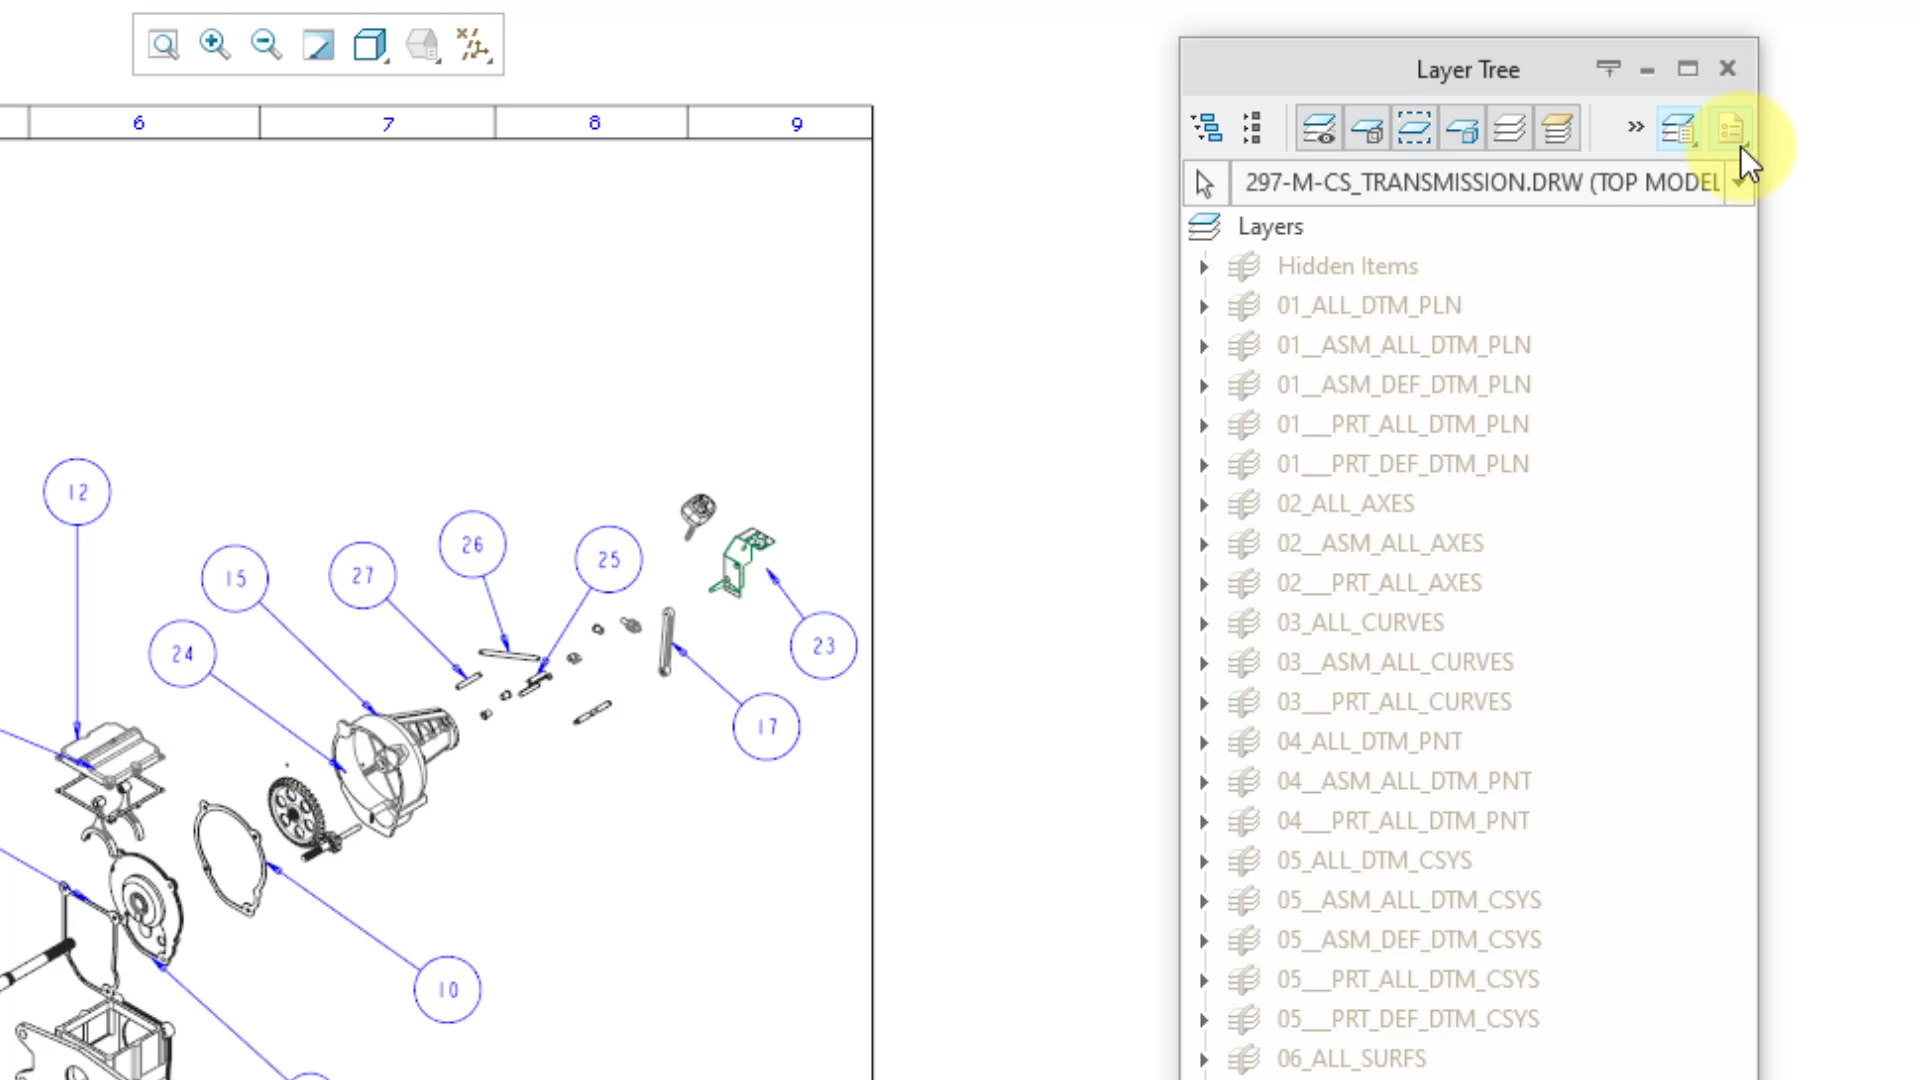 6 7 8 9
Layer Tree
297-M-CS_TRANSMISSION.DRW (TOP MODEL
Layers
Hidden Items
01_ALL_DTM_PLN
01__ASM_ALL_DTM_PLN
01__ASM_DEF_DTM_PLN
01___PRT_ALL_DTM_PLN
01___PRT_DEF_DTM_PLN
02_ALL_AXES
02__ASM_ALL_AXES
02___PRT_ALL_AXES
03_ALL_CURVES
03__ASM_ALL_CURVES
03___PRT_ALL_CURVES
04_ALL_DTM_PNT
04__ASM_ALL_DTM_PNT
04___PRT_ALL_DTM_PNT
05_ALL_DTM_CSYS
05__ASM_ALL_DTM_CSYS
05__ASM_DEF_DTM_CSYS
05___PRT_ALL_DTM_CSYS
05___PRT_DEF_DTM_CSYS
06_ALL_SURFS
12
15
27
26
25
24
23
17
10